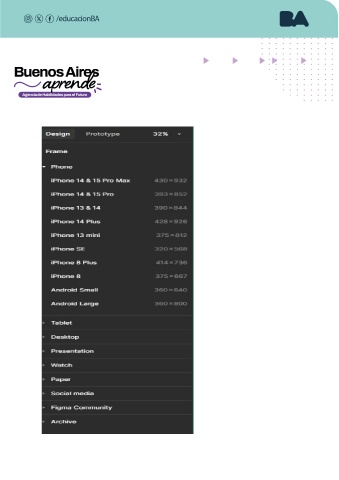 /educacionBA
BA
Buenos Aires
aprende
Agencia de Habilidades para el Futuro
Design Prototype 32%
Frame
Phone
iPhone 14 & 15 Pro Max 430×932
iPhone 14 & 15 Pro 393×852
iPhone 13 & 14 390×844
iPhone 14 Plus 428×926
iPhone 13 mini 375×812
iPhone SE 320×568
iPhone 8 Plus 414×736
iPhone 8 375×667
Android Small 360×640
Android Large 360×800
Tablet
Desktop
Presentation
Watch
Paper
Social media
Figma Community
Archive